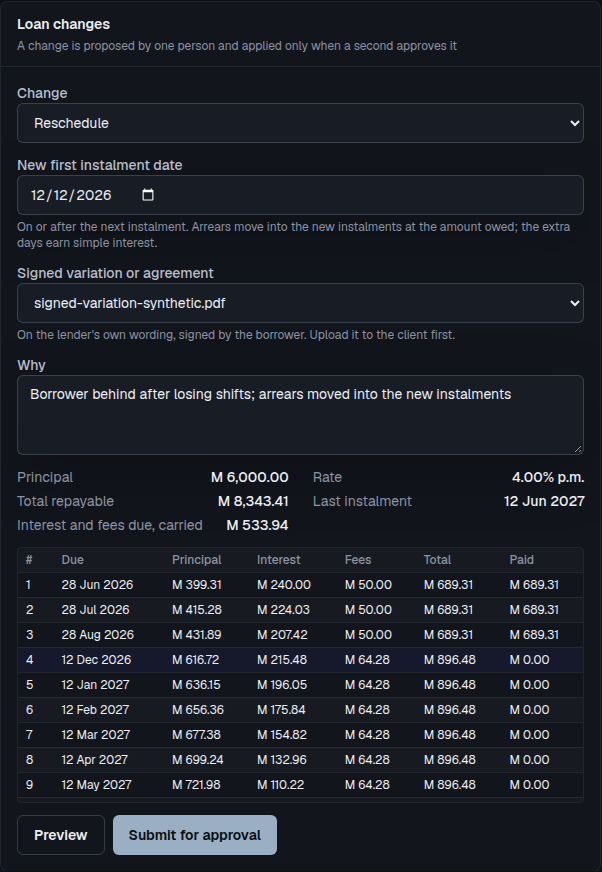 Loan changes
A change is proposed by one person and applied only when a second approves it
Change
Reschedule
New first instalment date
12/12/2026
On or after the next instalment. Arrears move into the new instalments at the amount owed; the extra
days earn simple interest.
Signed variation or agreement
signed-variation-synthetic.pdf
On the lender's own wording, signed by the borrower. Upload it to the client first.
Why
Borrower behind after losing shifts; arrears moved into the new instalments
Principal M 6,000.00 Rate 4.00% p.m.
Total repayable M 8,343.41 Last instalment 12 Jun 2027
Interest and fees due, carried M 533.94
# Due Principal Interest Fees Total Paid
1 28 Jun 2026 M 399.31 M 240.00 M 50.00 M 689.31 M 689.31
2 28 Jul 2026 M 415.28 M 224.03 M 50.00 M 689.31 M 689.31
3 28 Aug 2026 M 431.89 M 207.42 M 50.00 M 689.31 M 689.31
4 12 Dec 2026 M 616.72 M 215.48 M 64.28 M 896.48 M 0.00
5 12 Jan 2027 M 636.15 M 196.05 M 64.28 M 896.48 M 0.00
6 12 Feb 2027 M 656.36 M 175.84 M 64.28 M 896.48 M 0.00
7 12 Mar 2027 M 677.38 M 154.82 M 64.28 M 896.48 M 0.00
8 12 Apr 2027 M 699.24 M 132.96 M 64.28 M 896.48 M 0.00
9 12 May 2027 M 721.98 M 110.22 M 64.28 M 896.48 M 0.00
Preview Submit for approval